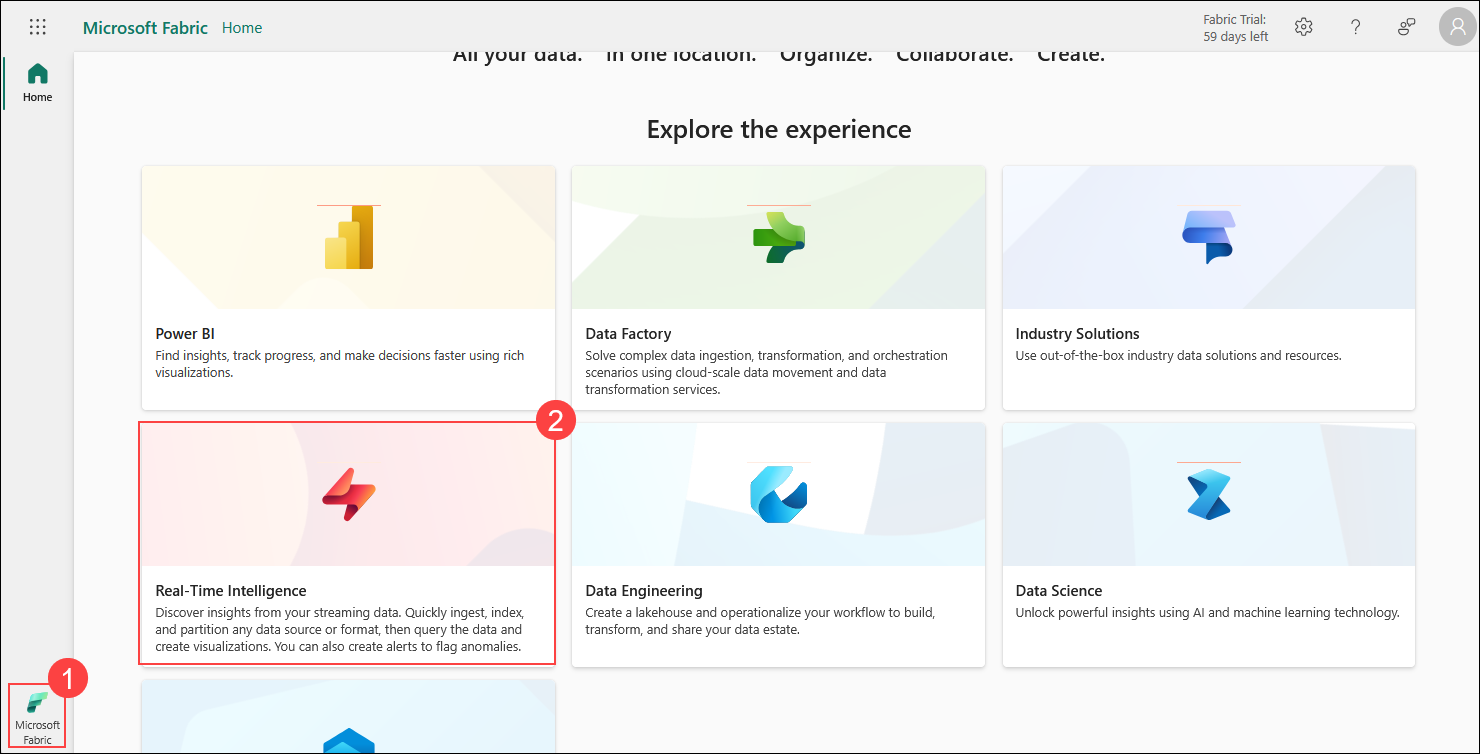 Microsoft Fabric Home
Fabric Trial:
59 days left
?
Home
All your data. In one location. Organize. Collaborate. Create.
Explore the experience
Power BI
Find insights, track progress, and make decisions faster using rich
visualizations.
Data Factory
Solve complex data ingestion, transformation, and orchestration
scenarios using cloud-scale data movement and data
transformation services.
Industry Solutions
Use out-of-the-box industry data solutions and resources.
2
Real-Time Intelligence
Discover insights from your streaming data. Quickly ingest, index,
and partition any data source or format, then query the data and
create visualizations. You can also create alerts to flag anomalies.
Data Engineering
Create a lakehouse and operationalize your workflow to build,
transform, and share your data estate.
Data Science
Unlock powerful insights using AI and machine learning technology.
1
Microsoft
Fabric